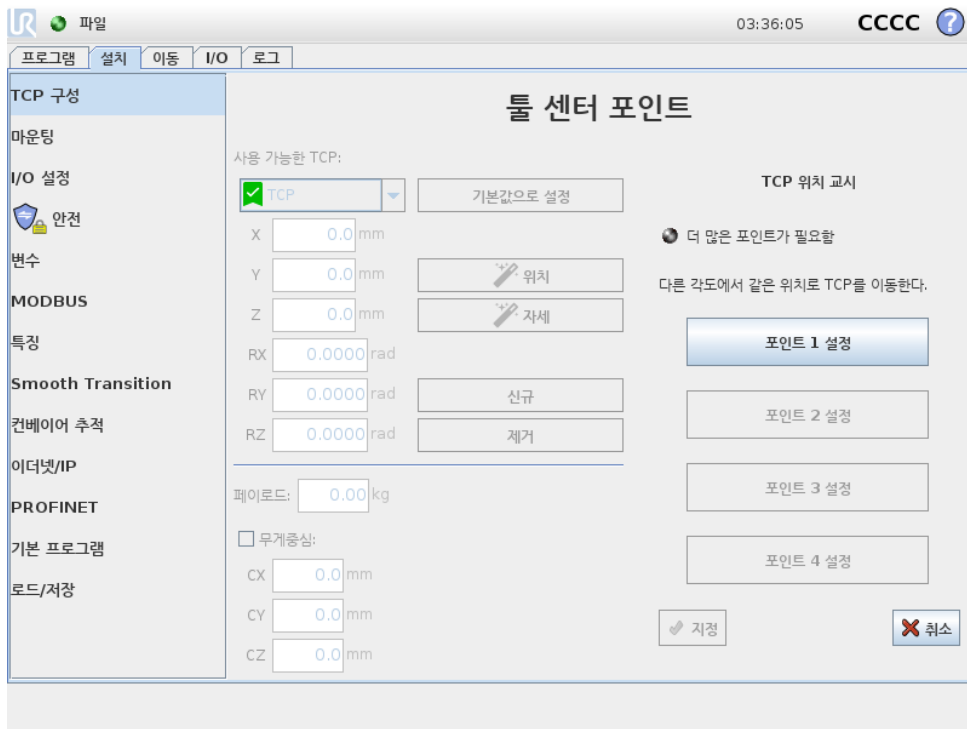 UR 파일 03:36:05 CCCC ?
프로그램 설치 이동 I/O 로그
TCP 구성
마운팅
I/O 설정
안전
변수
MODBUS
특징
Smooth Transition
컨베이어 추적
이더넷/IP
PROFINET
기본 프로그램
로드/저장
툴 센터 포인트
사용 가능한 TCP:
TCP 기본값으로 설정
X 0.0 mm
Y 0.0 mm 위치
Z 0.0 mm 자세
RX 0.0000 rad
RY 0.0000 rad 신규
RZ 0.0000 rad 제거
페이로드: 0.00 kg
무게중심:
CX 0.0 mm
CY 0.0 mm
CZ 0.0 mm
TCP 위치 교시
더 많은 포인트가 필요함
다른 각도에서 같은 위치로 TCP를 이동한다.
포인트 1 설정
포인트 2 설정
포인트 3 설정
포인트 4 설정
지정 취소